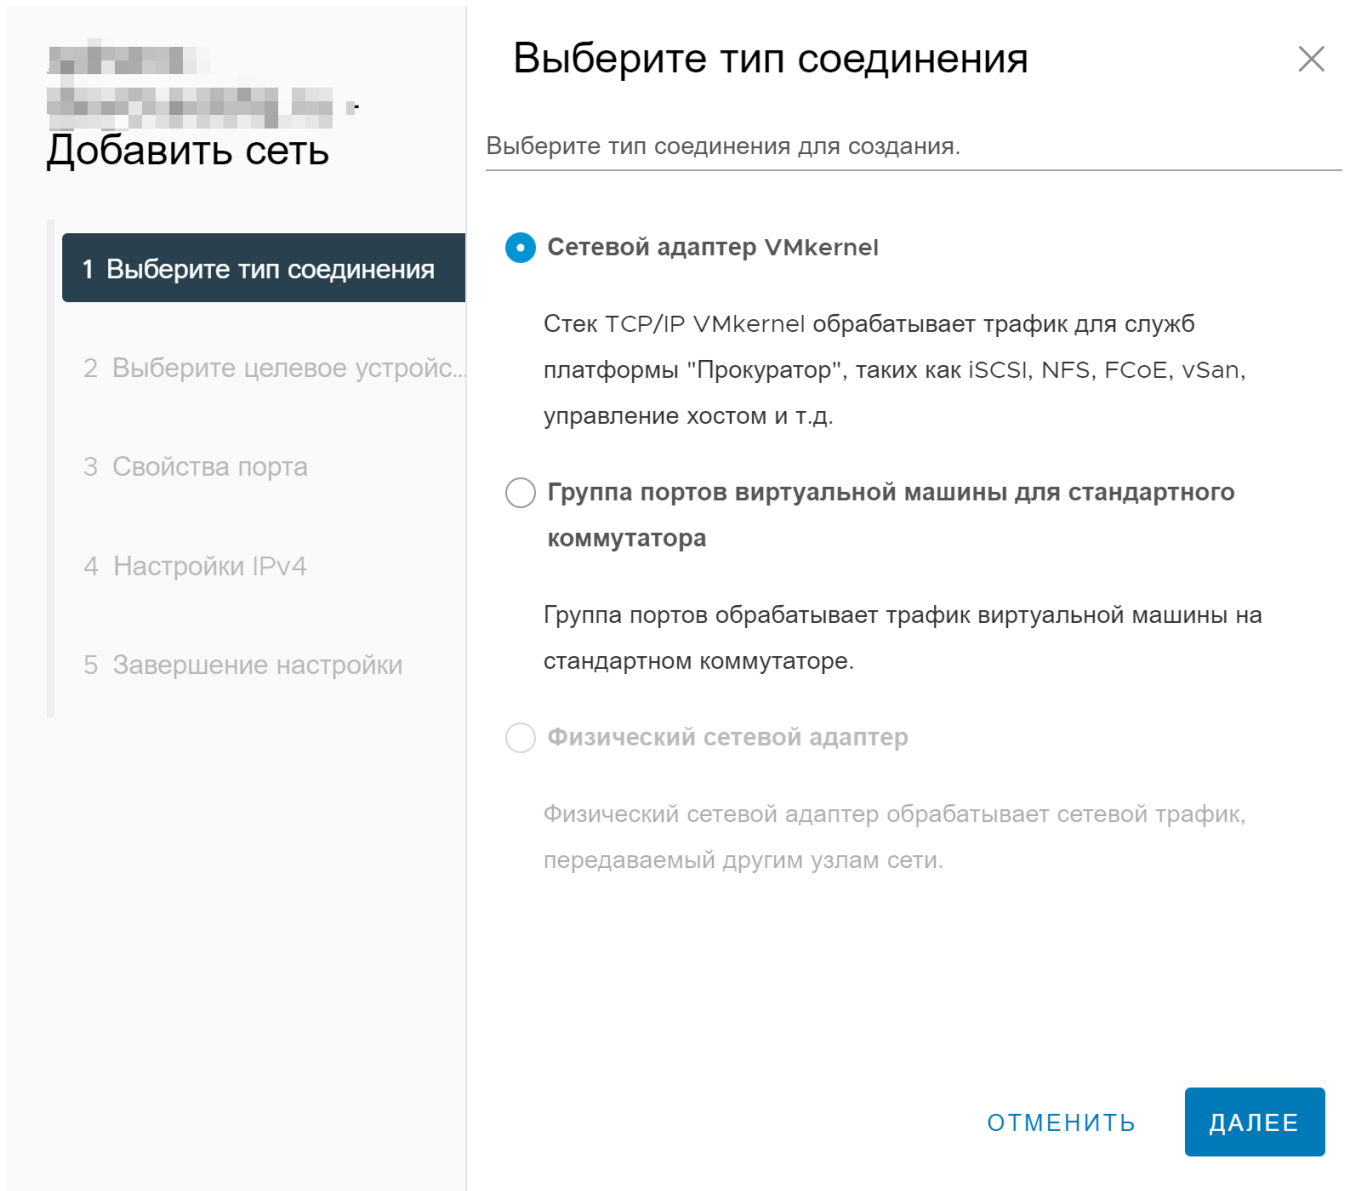 Добавить сеть
1 Выберите тип соединения
2 Выберите целевое устройс...
3 Свойства порта
4 Настройки IPv4
5 Завершение настройки
Выберите тип соединения
Выберите тип соединения для создания.
Сетевой адаптер VMkernel
Стек TCP/IP VMkernel обрабатывает трафик для служб
платформы "Прокуратор", таких как iSCSI, NFS, FCoE, vSan,
управление хостом и т.д.
Группа портов виртуальной машины для стандартного
коммутатора
Группа портов обрабатывает трафик виртуальной машины на
стандартном коммутаторе.
Физический сетевой адаптер
Физический сетевой адаптер обрабатывает сетевой трафик,
передаваемый другим узлам сети.
ОТМЕНИТЬ
ДАЛЕЕ